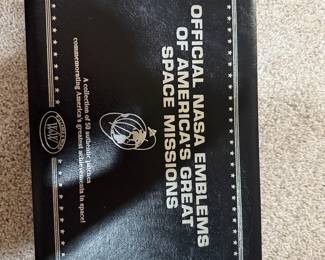 OFFICIAL NASA EMBLEMS
OF AMERICA'S GREAT
SPACE MISSIONS
A collection of 50 authentic patches
commemorating America's greatest achievements in space!